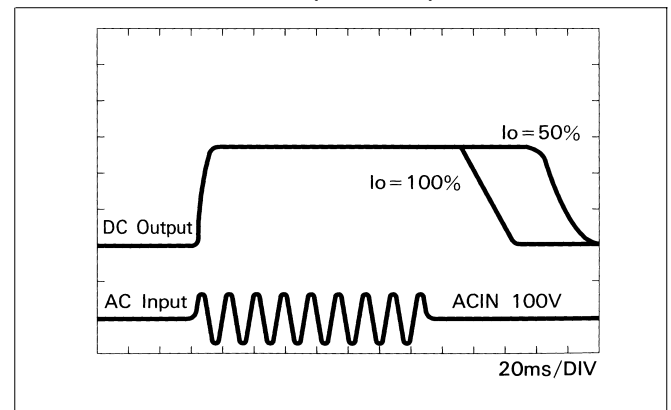 Io=50%
Io=100%
DC Output
AC Input
ACIN 100V
20ms/DIV